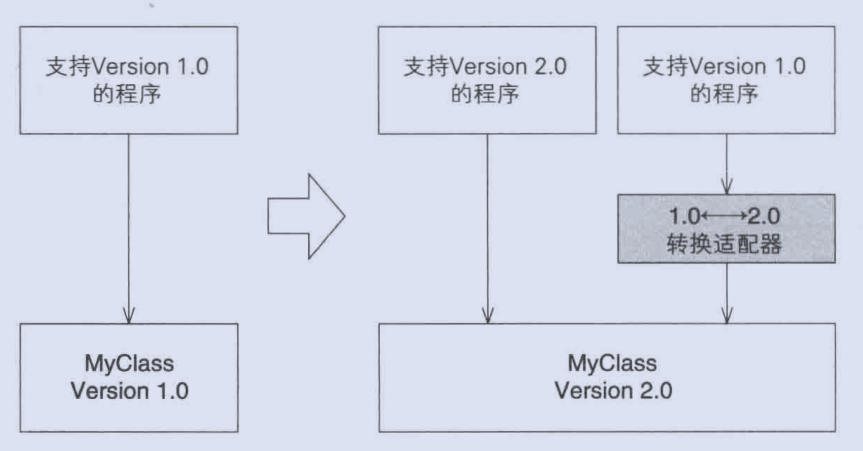 支持Version 1.0
的程序
支持Version 2.0
的程序
支持Version 1.0
的程序
1.0←→2.0
转换适配器
MyClass
Version 1.0
MyClass
Version 2.0